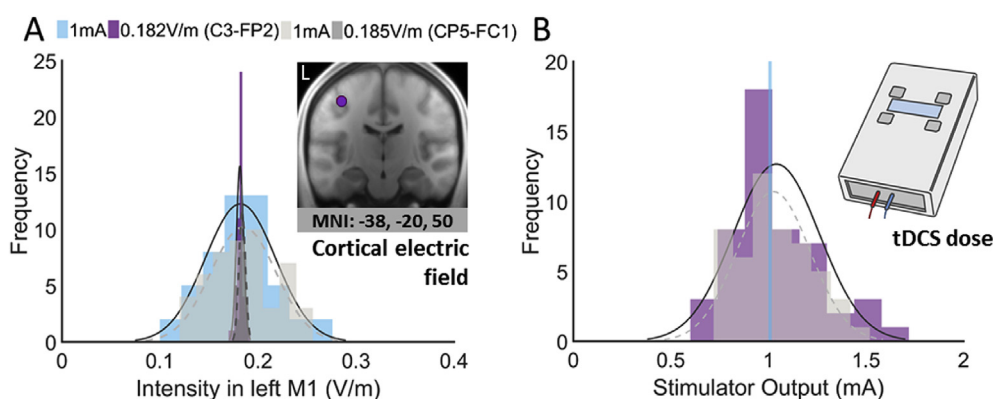 A
B
1mA 0.182V/m (C3-FP2) 1mA 0.185V/m (CP5-FC1)
25
20
15
10
5
0
Frequency
0 0.1 0.2 0.3 0.4
Intensity in left M1 (V/m)
L
MNI: -38, -20, 50
Cortical electric
field
20
15
10
5
0
Frequency
0 0.5 1 1.5 2
Stimulator Output (mA)
tDCS dose